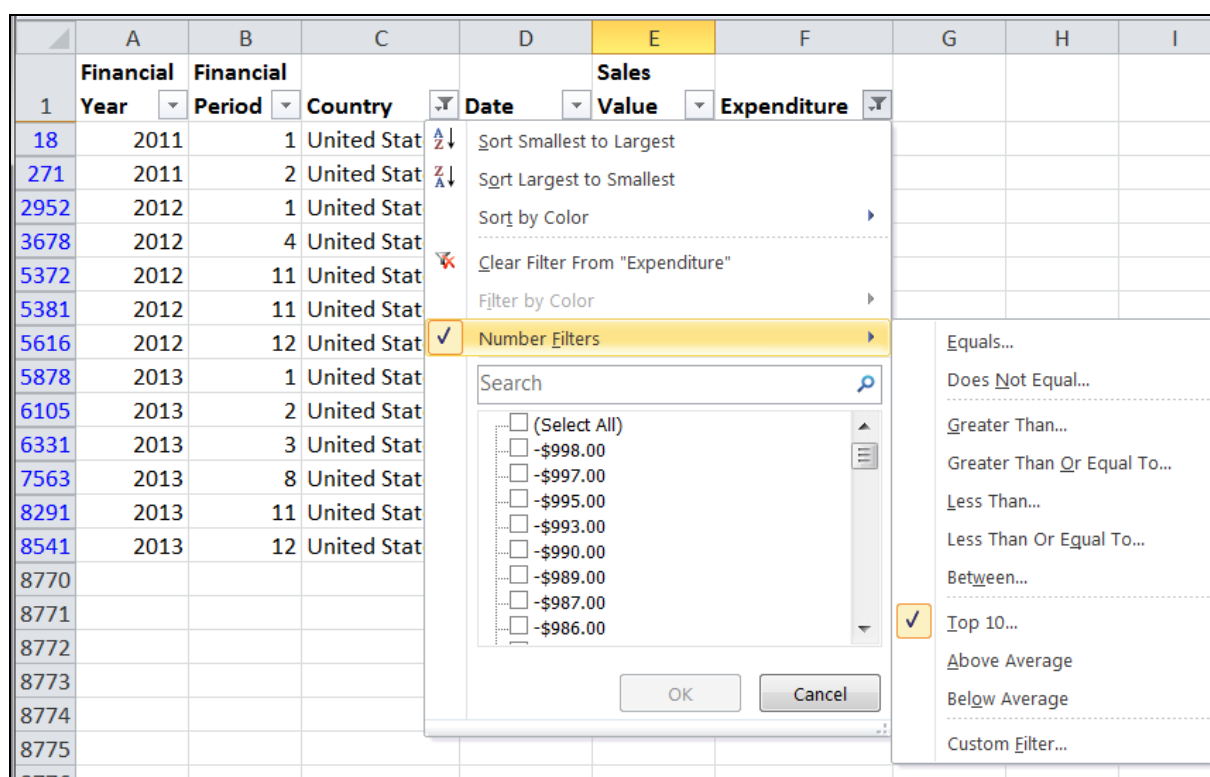 A B C D E F G H I
Financial Financial Sales
1 Year Period Country Date Value Expenditure
18 2011 1 United Stat
271 2011 2 United Stat
2952 2012 1 United Stat
3678 2012 4 United Stat
5372 2012 11 United Stat
5381 2012 11 United Stat
5616 2012 12 United Stat
5878 2013 1 United Stat
6105 2013 2 United Stat
6331 2013 3 United Stat
7563 2013 8 United Stat
8291 2013 11 United Stat
8541 2013 12 United Stat
8770
8771
8772
8773
8774
8775
Sort Smallest to Largest
Sort Largest to Smallest
Sort by Color
Clear Filter From "Expenditure"
Filter by Color
Number Filters
Search
(Select All)
-$998.00
-$997.00
-$995.00
-$993.00
-$990.00
-$989.00
-$987.00
-$986.00
OK Cancel
Equals...
Does Not Equal...
Greater Than...
Greater Than Or Equal To...
Less Than...
Less Than Or Equal To...
Between...
Top 10...
Above Average
Below Average
Custom Filter...